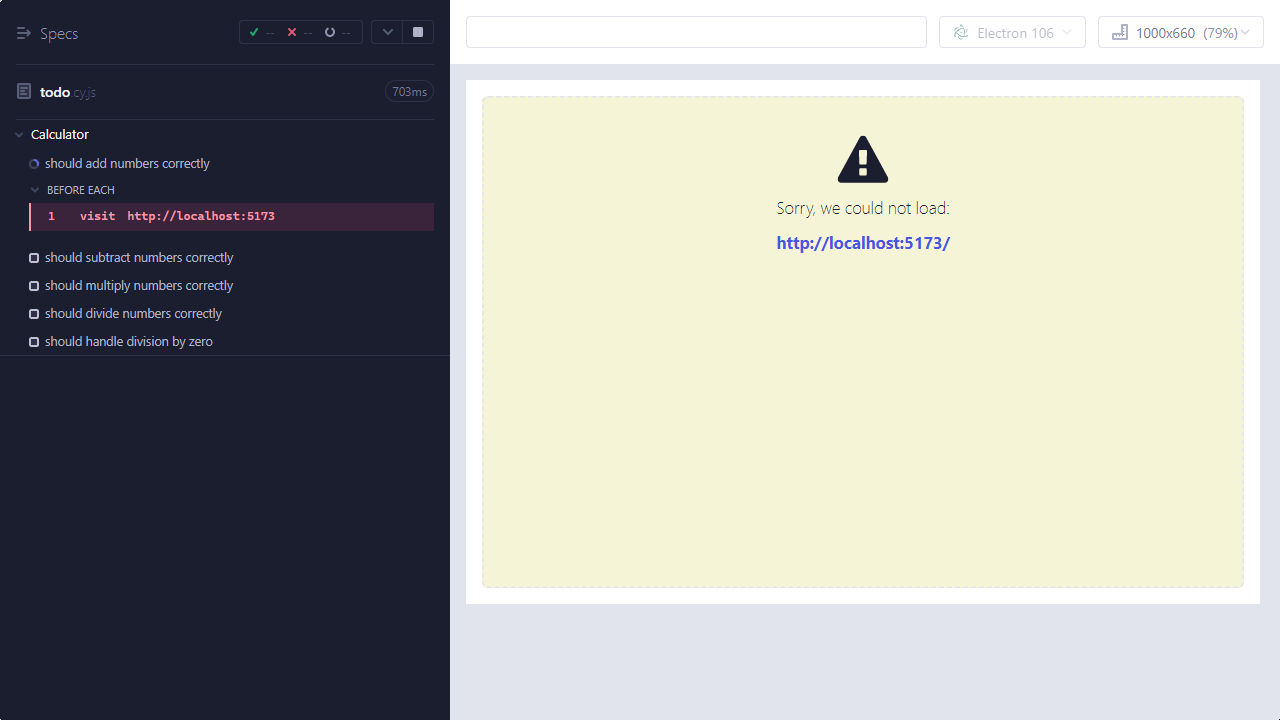 Specs
-- -- --
todo.cy.js
703ms
Calculator
should add numbers correctly
BEFORE EACH
1 visit http://localhost:5173
should subtract numbers correctly
should multiply numbers correctly
should divide numbers correctly
should handle division by zero
Electron 106
1000x660 (79%)
Sorry, we could not load:
http://localhost:5173/